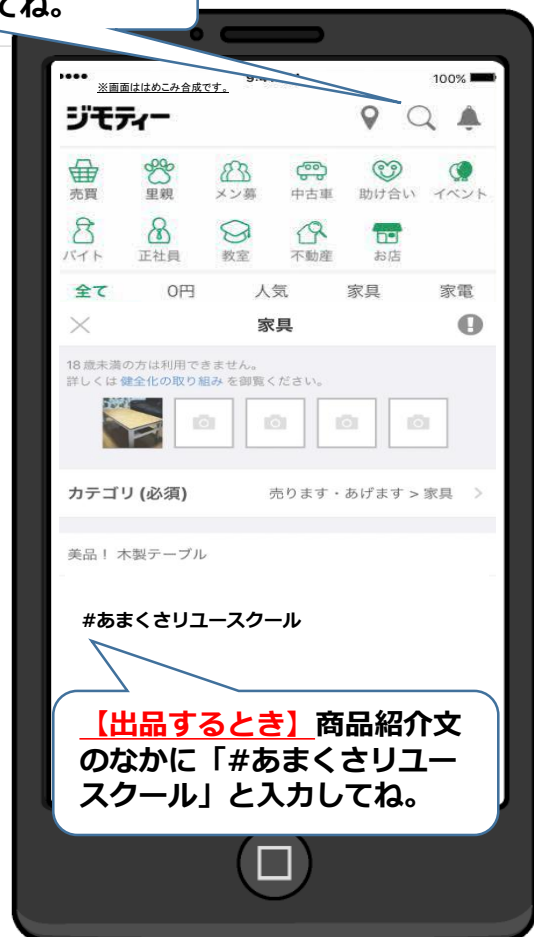 てね。
※画面ははめこみ合成です。
100%
ジモティー
売買 里親 メン募 中古車 助け合い イベント
バイト 正社員 教室 不動産 お店
全て 0円 人気 家具 家電
家具
18歳未満の方は利用できません。
詳しくは 健全化の取り組み を御覧ください。
カテゴリ (必須) 売ります・あげます > 家具 >
美品！ 木製テーブル
#あまくさリユースクール
【出品するとき】商品紹介文
のなかに「#あまくさリユー
スクール」と入力してね。